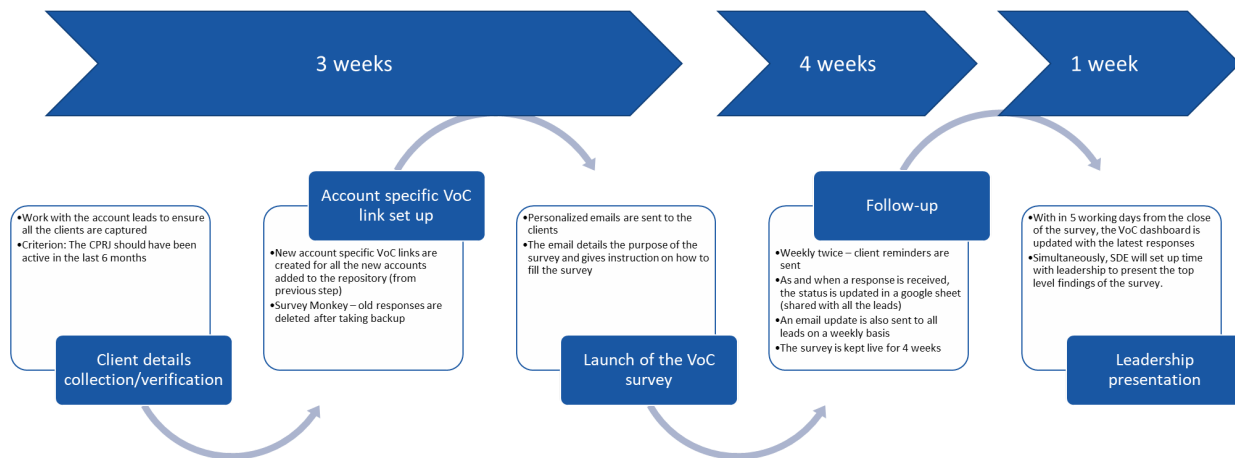 3 weeks
4 weeks
1 week
•Work with the account leads to ensure
all the clients are captured
•Criterion: The CPRJ should have been
active in the last 6 months
Client details
collection/verification
Account specific VoC
link set up
•New account specific VoC links are
created for all the new accounts
added to the repository (from
previous step)
•Survey Monkey – old responses are
deleted after taking backup
•Personalized emails are sent to the
clients
•The email details the purpose of the
survey and gives instruction on how to
fill the survey
Launch of the VoC
survey
Follow-up
•Weekly twice – client reminders are
sent
•As and when a response is received,
the status is updated in a google sheet
(shared with all the leads)
•An email update is also sent to all
leads on a weekly basis
•The survey is kept live for 4 weeks
•With in 5 working days from the close
of the survey, the VoC dashboard is
updated with the latest responses
•Simultaneously, SDE will set up time
with leadership to present the top
level findings of the survey.
Leadership
presentation